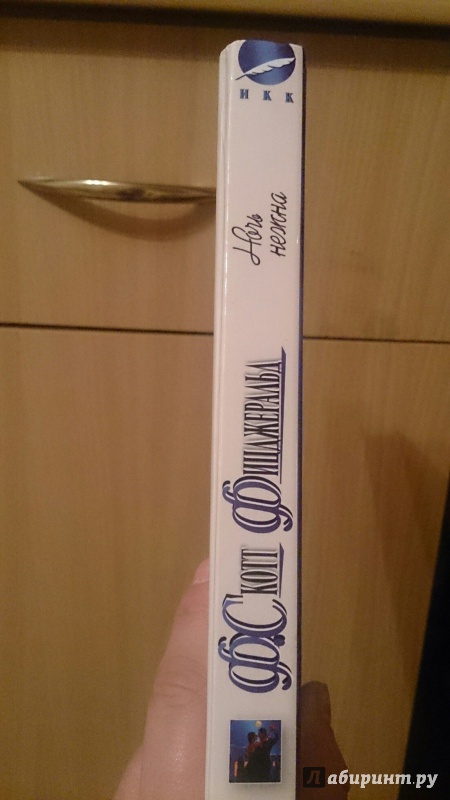 ИКК
Ночь
нежна
Ф. Скотт Фицджеральд
Лабиринт.ру